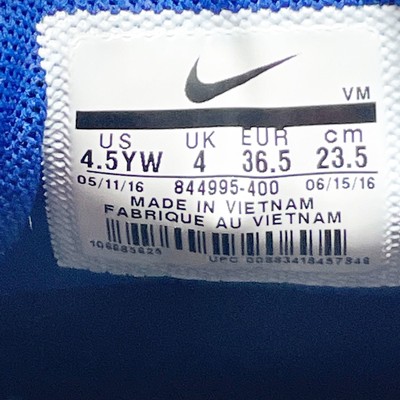 VM
US UK EUR cm
4.5YW 4 36.5 23.5
05/11/16 844995-400 06/15/16
MADE IN VIETNAM
FABRIQUE AU VIETNAM